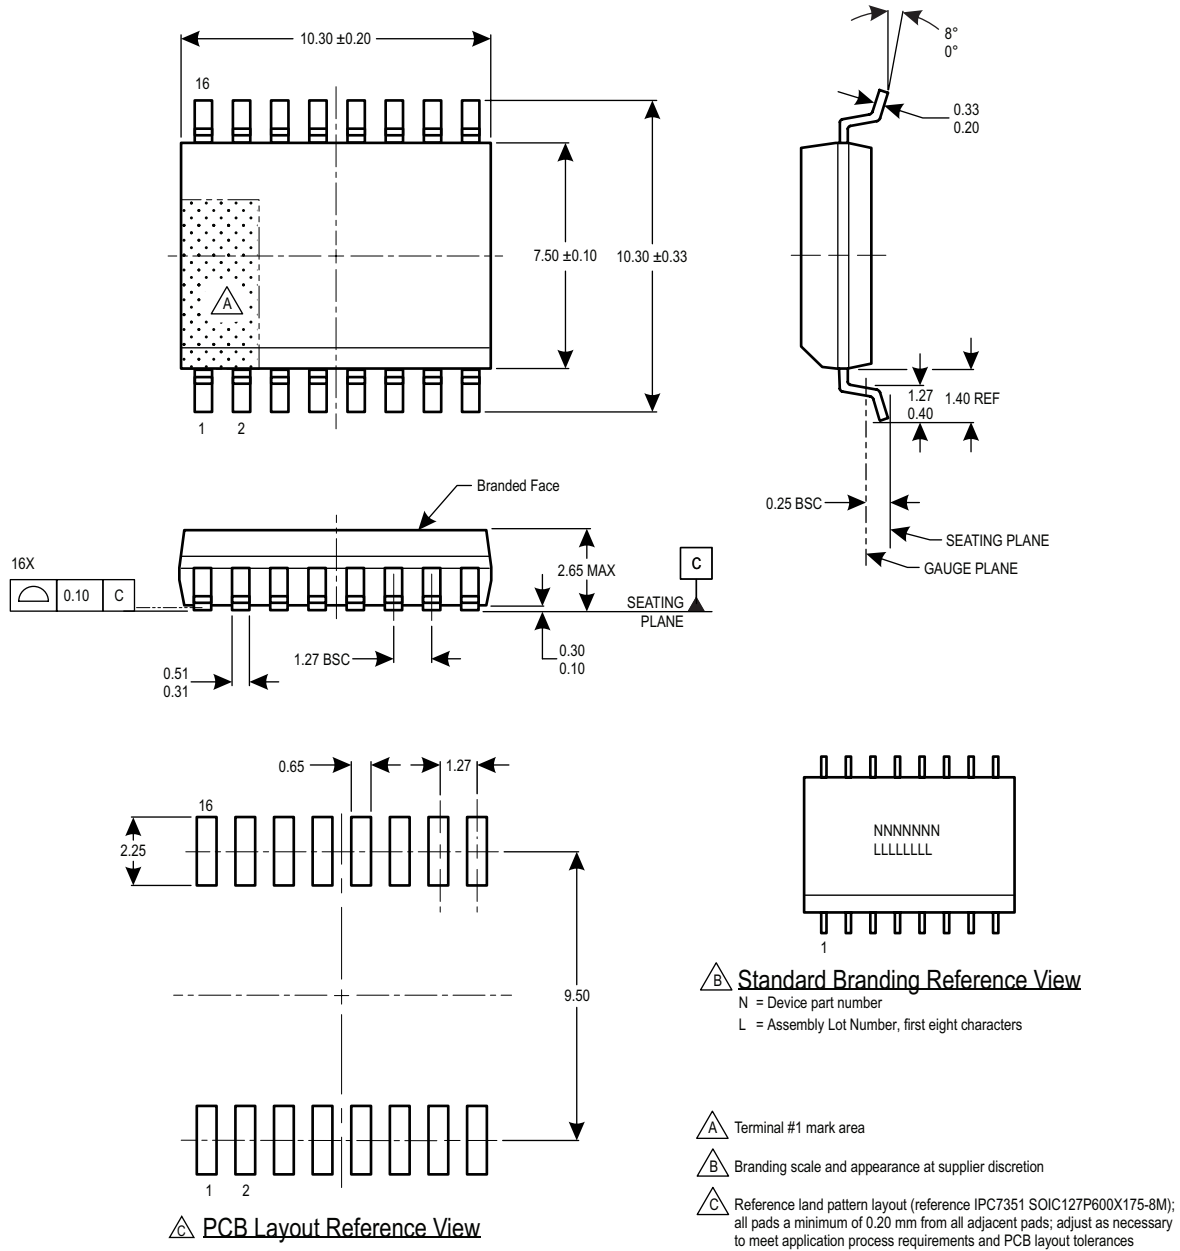 10.30 ±0.20
16
8°
0°
0.33
0.20
A
7.50 ±0.10
10.30 ±0.33
1.27
0.40
1.40 REF
1 2
Branded Face
0.25 BSC
SEATING PLANE
GAUGE PLANE
16X
0.10 C
2.65 MAX
C
SEATING
PLANE
1.27 BSC
0.30
0.10
0.51
0.31
0.65
1.27
16
2.25
9.50
1 2
C PCB Layout Reference View
NNNNNNN
LLLLLLLL
1
B Standard Branding Reference View
N = Device part number
L = Assembly Lot Number, first eight characters
A Terminal #1 mark area
B Branding scale and appearance at supplier discretion
C Reference land pattern layout (reference IPC7351 SOIC127P600X175-8M);
all pads a minimum of 0.20 mm from all adjacent pads; adjust as necessary
to meet application process requirements and PCB layout tolerances